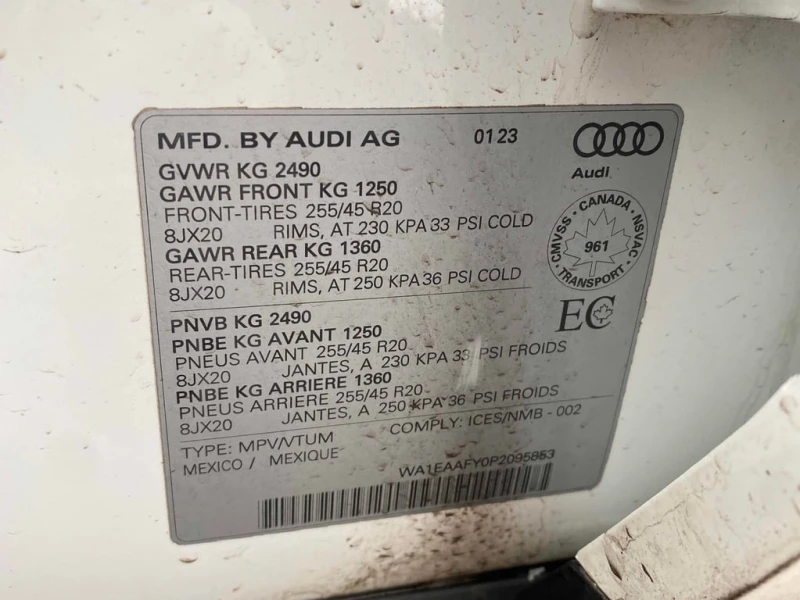 MFD. BY AUDI AG 01 23
Audi
GVWR KG 2490
GAWR FRONT KG 1250
FRONT-TIRES 255/45 R20
8JX20 RIMS, AT 230 KPA 33 PSI COLD
GAWR REAR KG 1360
REAR-TIRES 255/45 R20
8JX20 RIMS, AT 250 KPA 36 PSI COLD
CMVSS · CANADA · NSVAC
961
TRANSPORT
PNVB KG 2490
PNBE KG AVANT 1250
PNEUS AVANT 255/45 R20
8JX20 JANTES, A 230 KPA 33 PSI FROIDS
PNBE KG ARRIERE 1360
PNEUS ARRIERE 255/45 R20
8JX20 JANTES, A 250 KPA 36 PSI FROIDS
EC
TYPE: MPV/VTUM COMPLY: ICES/NMB - 002
MEXICO / MEXIQUE
WA1EAAFY0P2095853